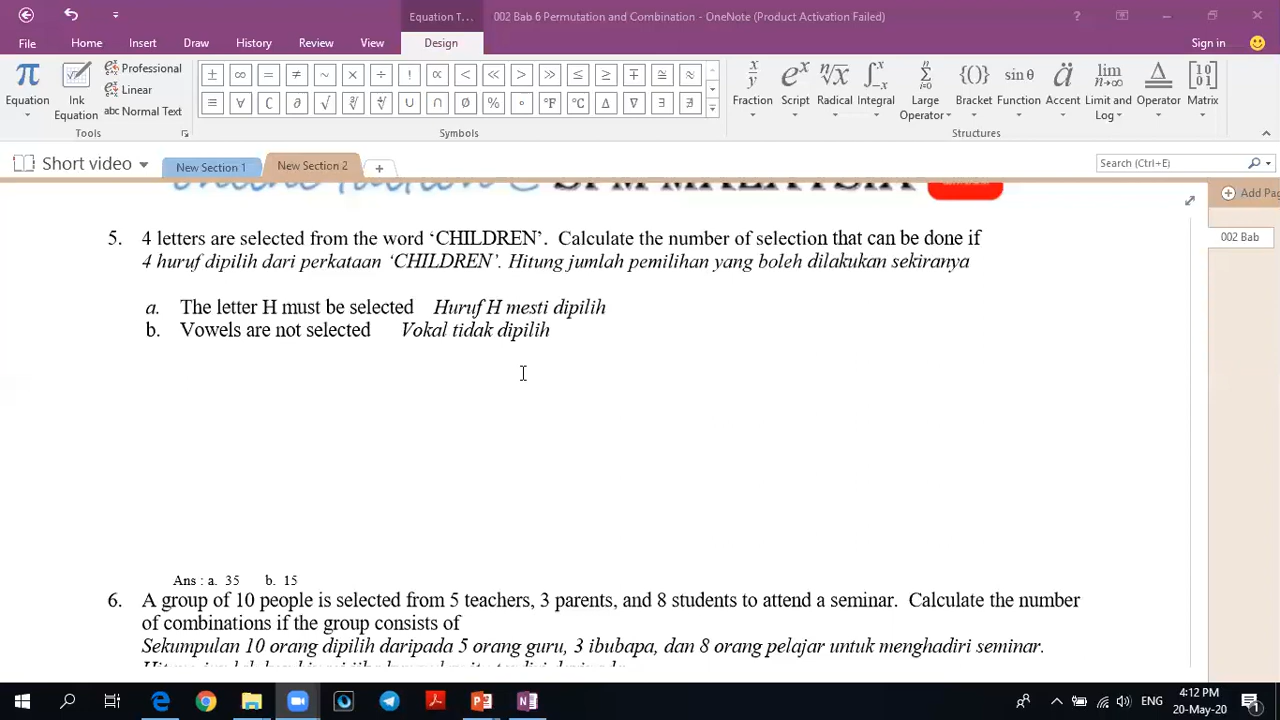 Equation T...
002 Bab 6 Permutation and Combination - OneNote (Product Activation Failed)
?
File Home Insert Draw History Review View Design Sign in
π Equation
Ink Equation
Professional
Linear
abc Normal Text
± ∞ = ≠ ~ × ÷ ! ∝ < ≪ > ≫ ≤ ≥ ∓ ≅ ≈
≡ ∀ ∁ ∂ √ ∛ ∜ ∪ ∩ ∅ % ° °F °C ∆ ∇ ∃ ∄
Fraction Script Radical Integral Large Operator Bracket Function Accent Limit and Log Operator Matrix
Tools Symbols Structures
Short video New Section 1 New Section 2 + Search (Ctrl+E)
online tuition SPM MALAYSIA
Add Pag
002 Bab
5. 4 letters are selected from the word ‘CHILDREN’. Calculate the number of selection that can be done if
4 huruf dipilih dari perkataan ‘CHILDREN’. Hitung jumlah pemilihan yang boleh dilakukan sekiranya
a. The letter H must be selected Huruf H mesti dipilih
b. Vowels are not selected Vokal tidak dipilih
Ans : a. 35 b. 15
6. A group of 10 people is selected from 5 teachers, 3 parents, and 8 students to attend a seminar. Calculate the number
of combinations if the group consists of
Sekumpulan 10 orang dipilih daripada 5 orang guru, 3 ibubapa, dan 8 orang pelajar untuk menghadiri seminar.
ENG
4:12 PM
20-May-20